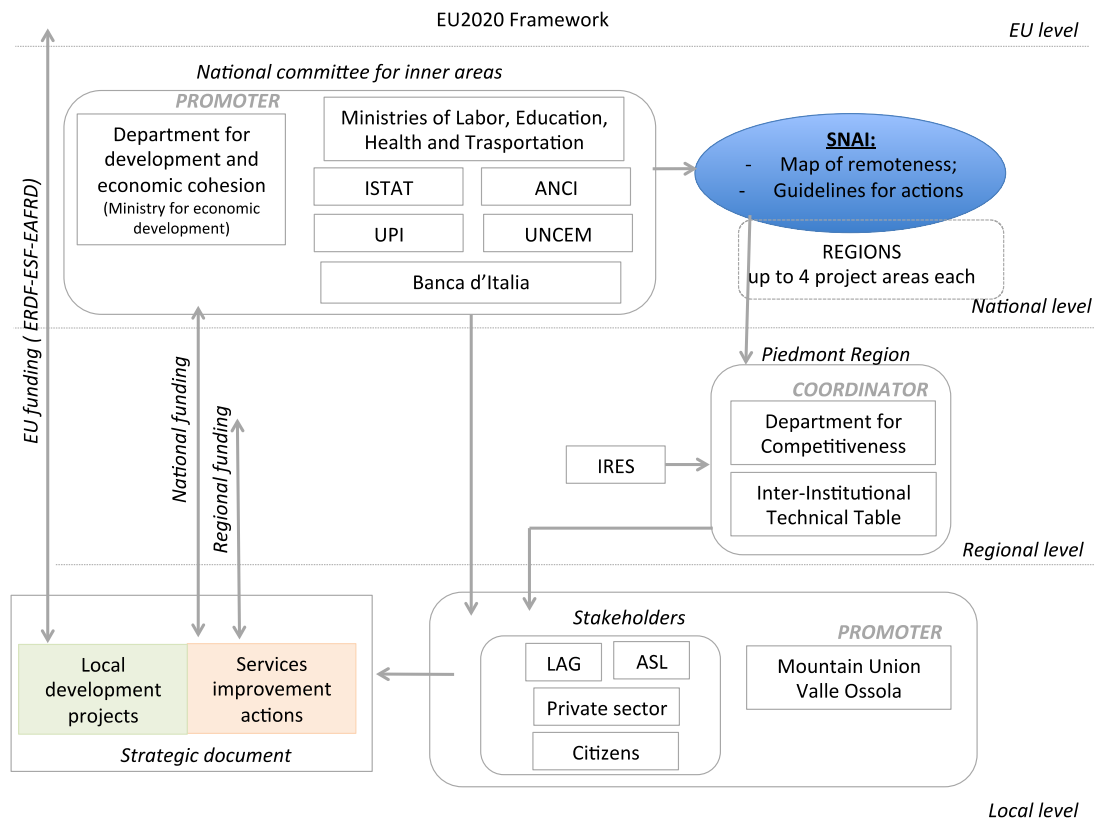 EU2020 Framework
EU level
National committee for inner areas
PROMOTER
Department for
development and
economic cohesion
(Ministry for economic
development)
Ministries of Labor, Education,
Health and Trasportation
ISTAT
ANCI
UPI
UNCEM
Banca d'Italia
SNAI:
- Map of remoteness;
- Guidelines for actions
REGIONS
up to 4 project areas each
National level
EU funding ( ERDF-ESF-EAFRD)
National funding
Regional funding
Piedmont Region
COORDINATOR
Department for
Competitiveness
IRES
Inter-Institutional
Technical Table
Regional level
Local
development
projects
Services
improvement
actions
Strategic document
Stakeholders
LAG
ASL
Private sector
Citizens
PROMOTER
Mountain Union
Valle Ossola
Local level